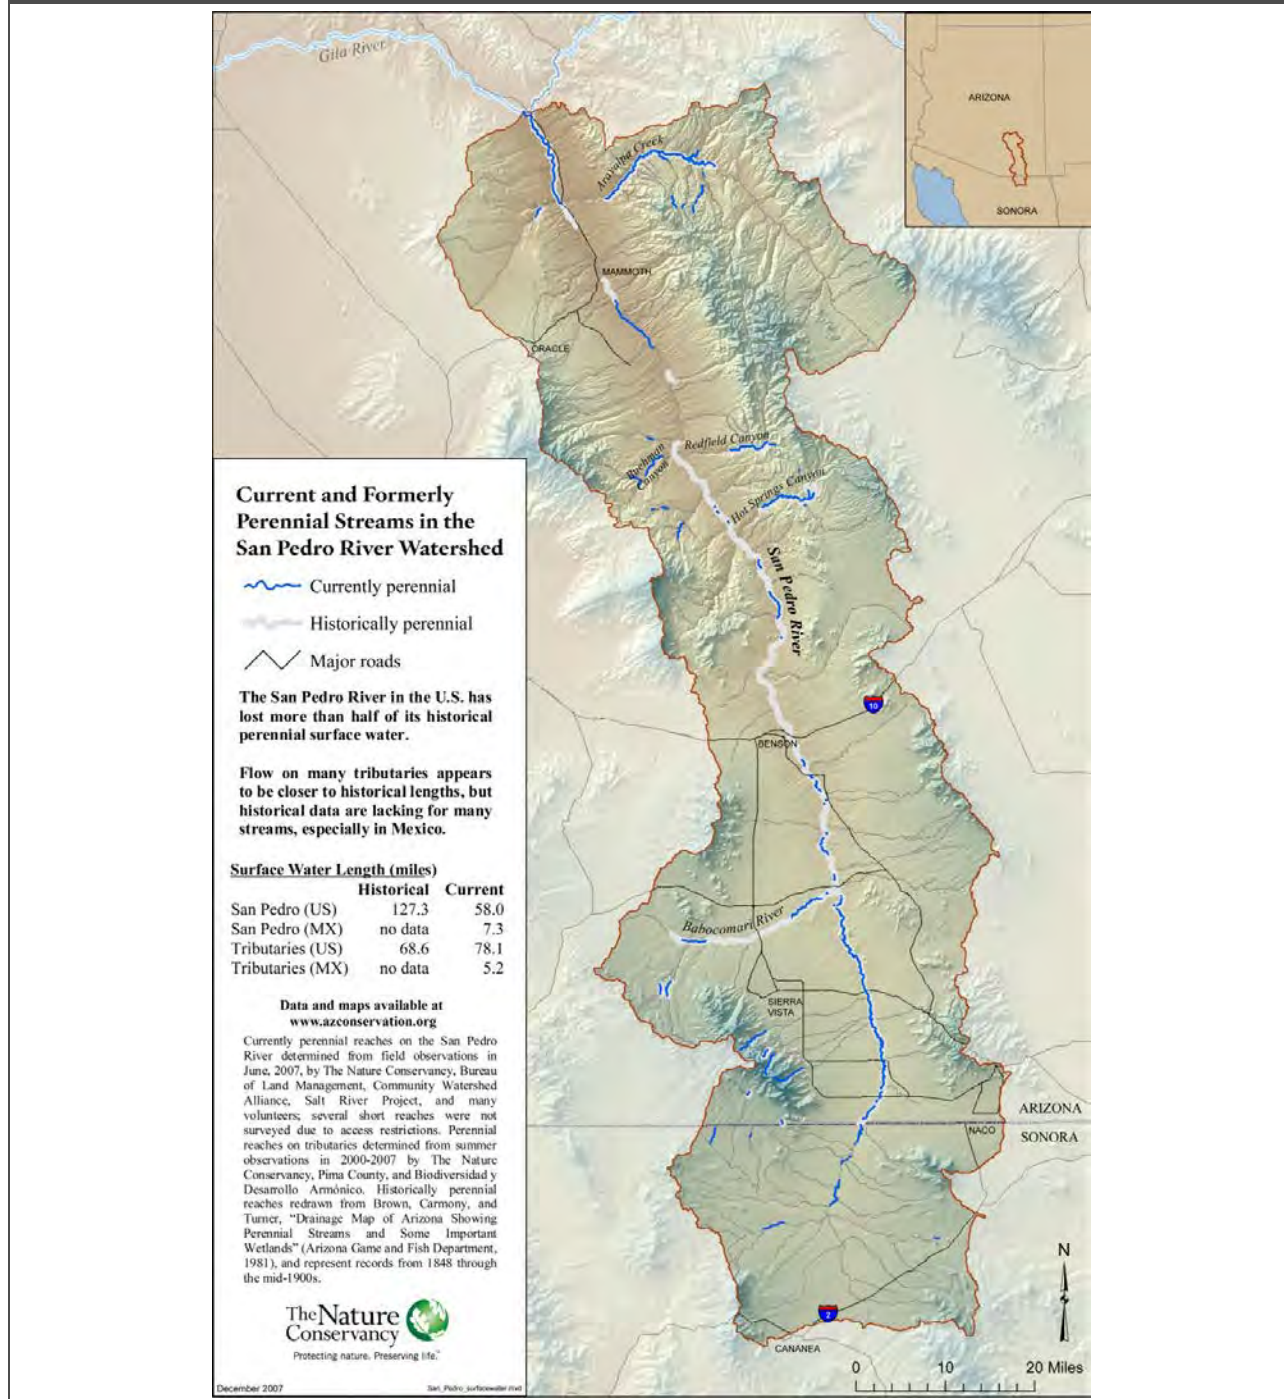 Gila River
Aravaipa Creek
ARIZONA
SONORA
MAMMOTH
ORACLE
Redfield Canyon
Buehman
Canyon
Hot Springs Canyon
San Pedro River
10
BENSON
Babocomari River
SIERRA
VISTA
ARIZONA
NACO
SONORA
2
CANANEA
N
0 10 20 Miles
Current and Formerly
Perennial Streams in the
San Pedro River Watershed
Currently perennial
Historically perennial
Major roads
The San Pedro River in the U.S. has
lost more than half of its historical
perennial surface water.
Flow on many tributaries appears
to be closer to historical lengths, but
historical data are lacking for many
streams, especially in Mexico.
Surface Water Length (miles)
Historical Current
San Pedro (US) 127.3 58.0
San Pedro (MX) no data 7.3
Tributaries (US) 68.6 78.1
Tributaries (MX) no data 5.2
Data and maps available at
www.azconservation.org
Currently perennial reaches on the San Pedro
River determined from field observations in
June, 2007, by The Nature Conservancy, Bureau
of Land Management, Community Watershed
Alliance, Salt River Project, and many
volunteers; several short reaches were not
surveyed due to access restrictions. Perennial
reaches on tributaries determined from summer
observations in 2000-2007 by The Nature
Conservancy, Pima County, and Biodiversidad y
Desarrollo Armónico. Historically perennial
reaches redrawn from Brown, Carmony, and
Turner, “Drainage Map of Arizona Showing
Perennial Streams and Some Important
Wetlands” (Arizona Game and Fish Department,
1981), and represent records from 1848 through
the mid-1900s.
The Nature
Conservancy
Protecting nature. Preserving life.™
December 2007
San_Pedro_surfacewater.mxd